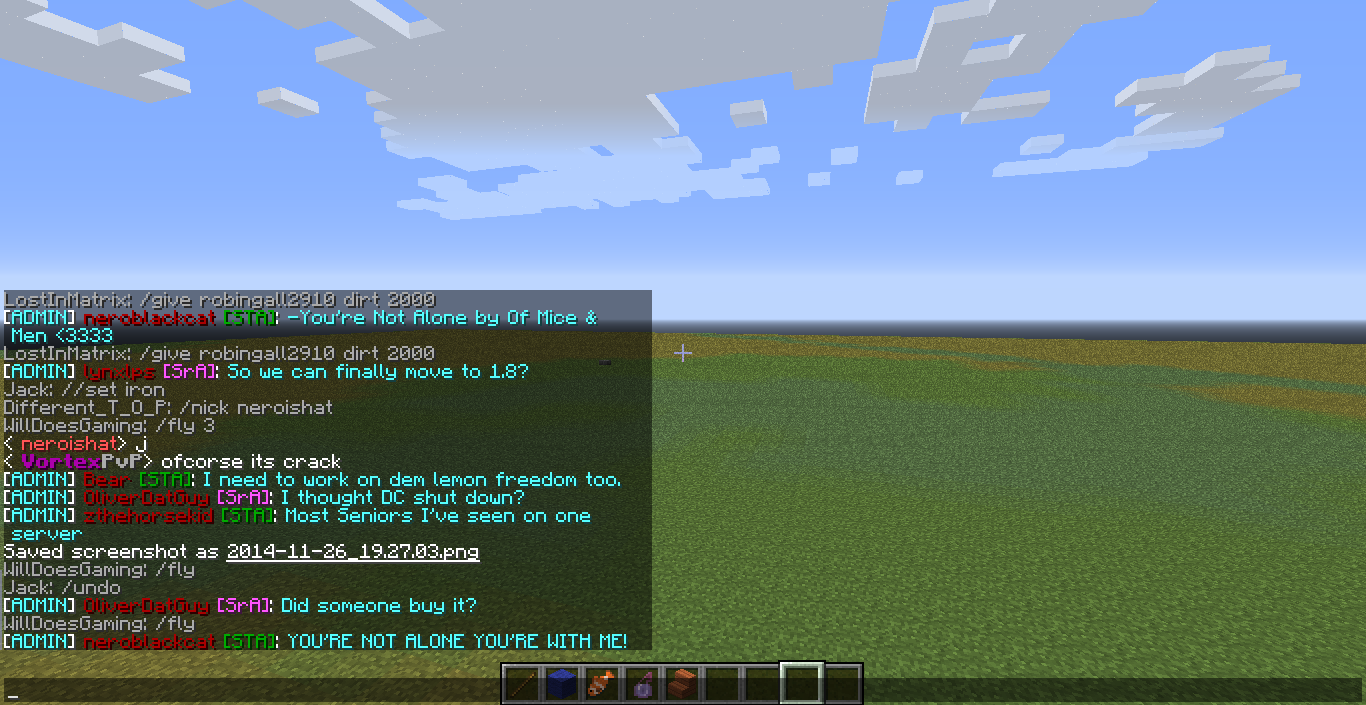 LostInMatrix: /give robingall2910 dirt 2000
[ADMIN] neroblackcat [STA]: -You're Not Alone by Of Mice &
Men <3333
LostInMatrix: /give robingall2910 dirt 2000
[ADMIN] lynxlps [SrA]: So we can finally move to 1.8?
Jack: //set iron
Different_T_O_P: /nick neroishat
WillDoesGaming: /fly 3
< neroishat> j
< VortexPvP> ofcorse its crack
[ADMIN] Bear [STA]: I need to work on dem lemon freedom too.
[ADMIN] OliverDatGuy [SrA]: I thought DC shut down?
[ADMIN] zthehorsekid [STA]: Most Seniors I've seen on one
server
Saved screenshot as 2014-11-26_19.27.03.png
WillDoesGaming: /fly
Jack: /undo
[ADMIN] OliverDatGuy [SrA]: Did someone buy it?
WillDoesGaming: /fly
[ADMIN] neroblackcat [STA]: YOU'RE NOT ALONE YOU'RE WITH ME!
_